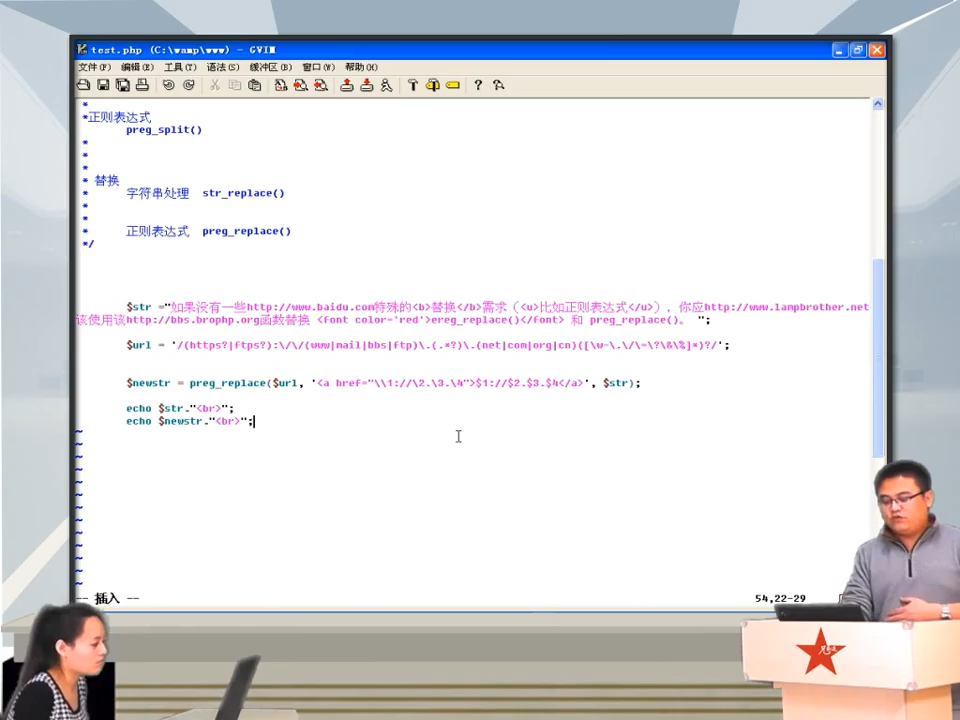 test.php (C:\wamp\www) - GVIM
文件(F) 编辑(E) 工具(T) 语法(S) 缓冲区(B) 窗口(W) 帮助(H)
*
*正则表达式
preg_split()
*
*
*
* 替换
* 字符串处理 str_replace()
*
*
* 正则表达式 preg_replace()
*/
$str ="如果没有一些http://www.baidu.com特殊的<b>替换</b>需求（<u>比如正则表达式</u>），你应http://www.lampbrother.net
该使用该http://bbs.brophp.org函数替换 <font color='red'>ereg_replace()</font> 和 preg_replace()。 ";
$url = '/(https?|ftps?):\/\/(www|mail|bbs|ftp)\.(.*?)\.(net|com|org|cn)([\w-\.\/\-\?\&\%]*)?/';
$newstr = preg_replace($url, '<a href="\\1://\2.\3.\4">$1://$2.$3.$4</a>', $str);
echo $str."<br>";
echo $newstr."<br>";
~
~
~
~
~
~
~
~
~
~
~
~
~
-- 插入 --
54,22-29